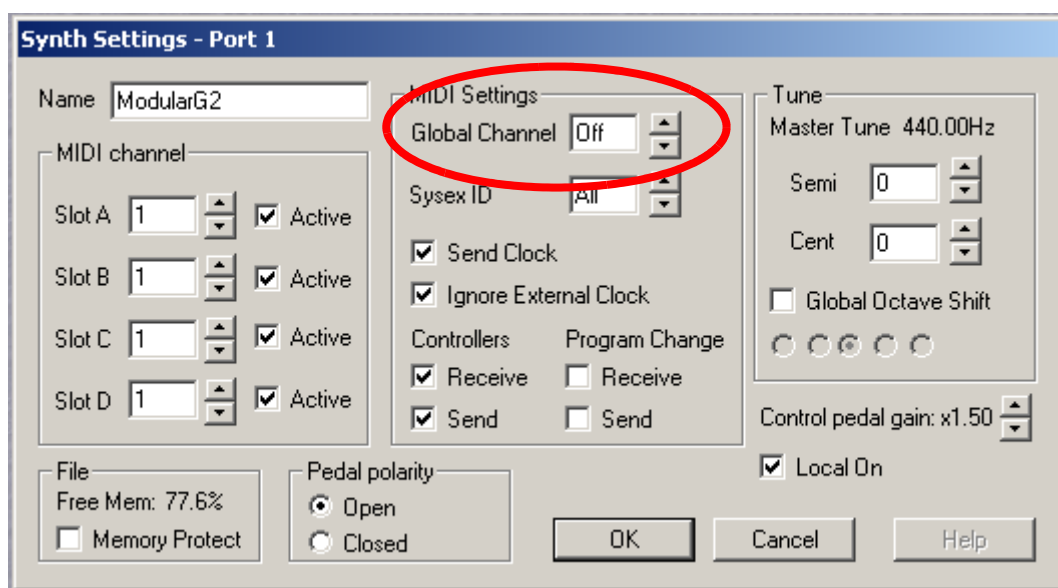 Synth Settings - Port 1
Name ModularG2
MIDI channel
Slot A 1 Active
Slot B 1 Active
Slot C 1 Active
Slot D 1 Active
MIDI Settings
Global Channel Off
Sysex ID All
Send Clock
Ignore External Clock
Controllers Program Change
Receive Receive
Send Send
Tune
Master Tune 440.00Hz
Semi 0
Cent 0
Global Octave Shift
Control pedal gain: x1.50
Local On
File
Free Mem: 77.6%
Memory Protect
Pedal polarity
Open
Closed
OK Cancel Help